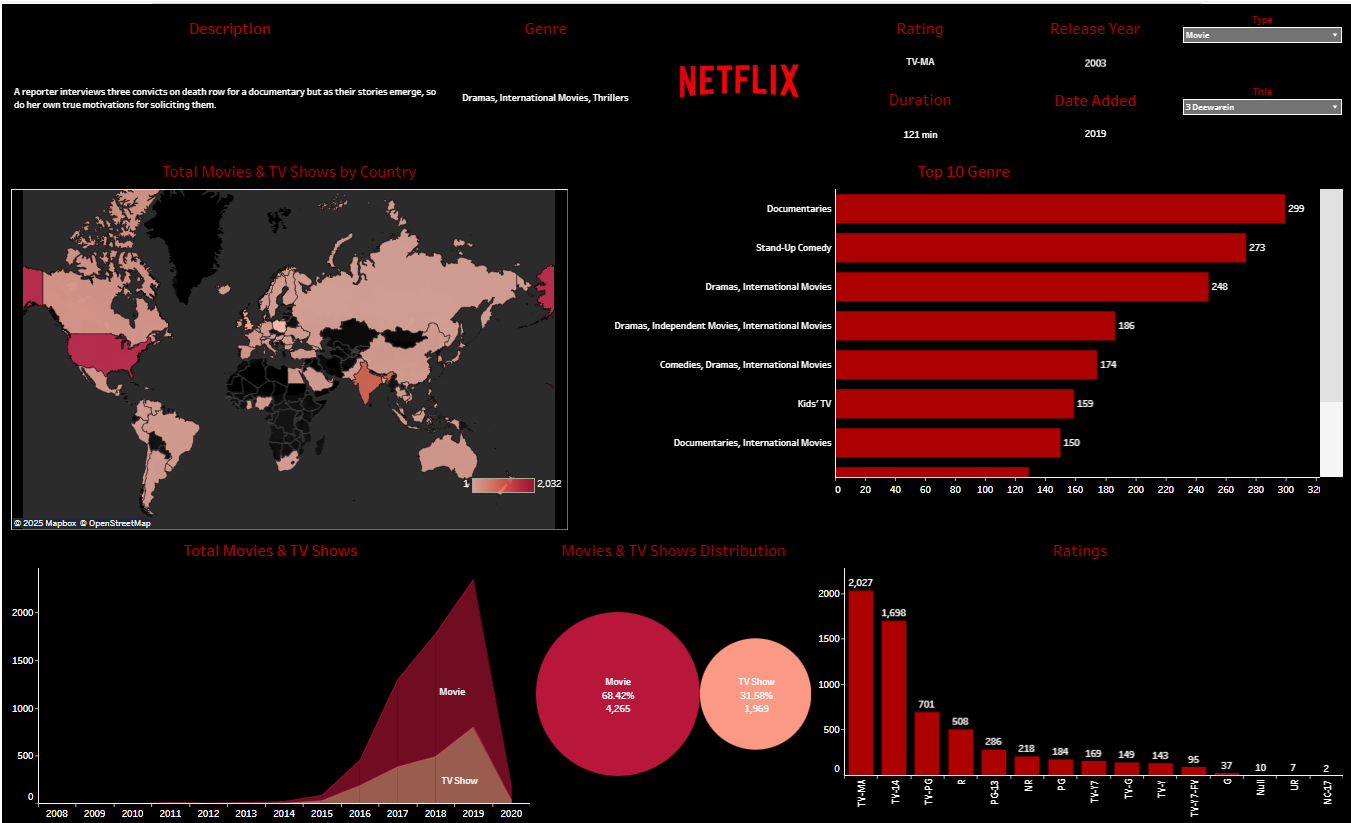 Description
Genre
Rating
Release Year
Type
Movie
TV-MA
2003
NETFLIX
A reporter interviews three convicts on death row for a documentary but as their stories emerge, so
do her own true motivations for soliciting them.
Dramas, International Movies, Thrillers
Duration
Date Added
Title
3 Deewarein
121 min
2019
Total Movies & TV Shows by Country
1
2,032
© 2025 Mapbox © OpenStreetMap
Top 10 Genre
Documentaries
299
Stand-Up Comedy
273
Dramas, International Movies
248
Dramas, Independent Movies, International Movies
186
Comedies, Dramas, International Movies
174
Kids' TV
159
Documentaries, International Movies
150
0 20 40 60 80 100 120 140 160 180 200 220 240 260 280 300
Total Movies & TV Shows
2000
1500
1000
500
0
Movie
TV Show
2008 2009 2010 2011 2012 2013 2014 2015 2016 2017 2018 2019 2020
Movies & TV Shows Distribution
Movie
68.42%
4,265
TV Show
31.58%
1,969
Ratings
2000
1500
1000
500
0
2,027
1,698
701
508
286
218
184
169
149
143
95
37
10
7
2
TV-MA
TV-14
TV-PG
R
PG-13
NR
PG
TV-Y7
TV-G
TV-Y
TV-Y7-FV
G
Null
UR
NC-17